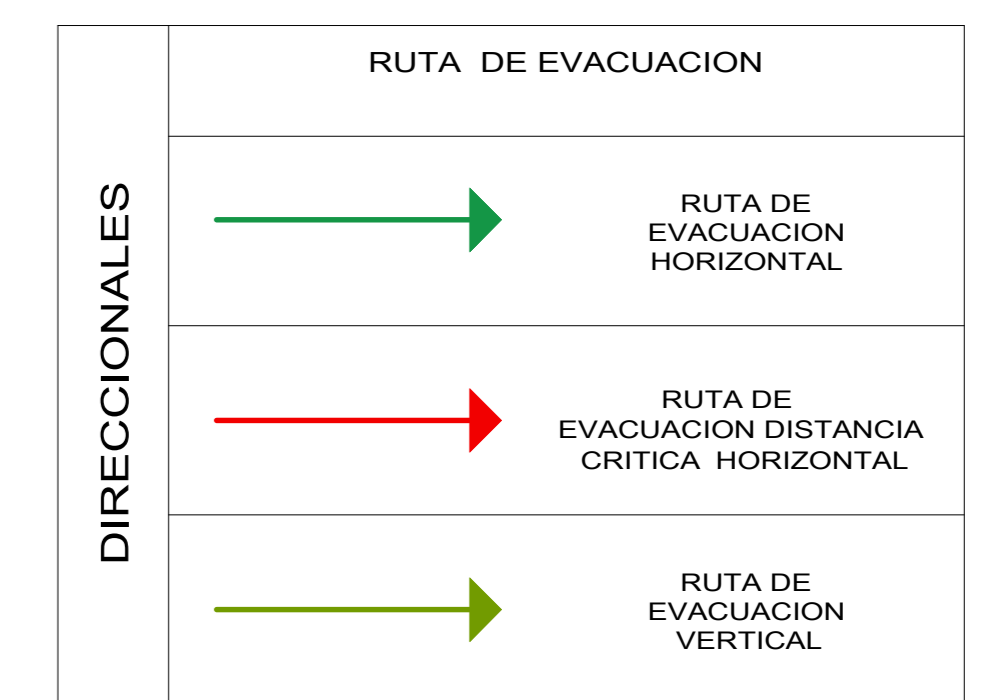 DIRECCIONALES
RUTA DE EVACUACION
RUTA DE
EVACUACION
HORIZONTAL
RUTA DE
EVACUACION DISTANCIA
CRITICA HORIZONTAL
RUTA DE
EVACUACION
VERTICAL